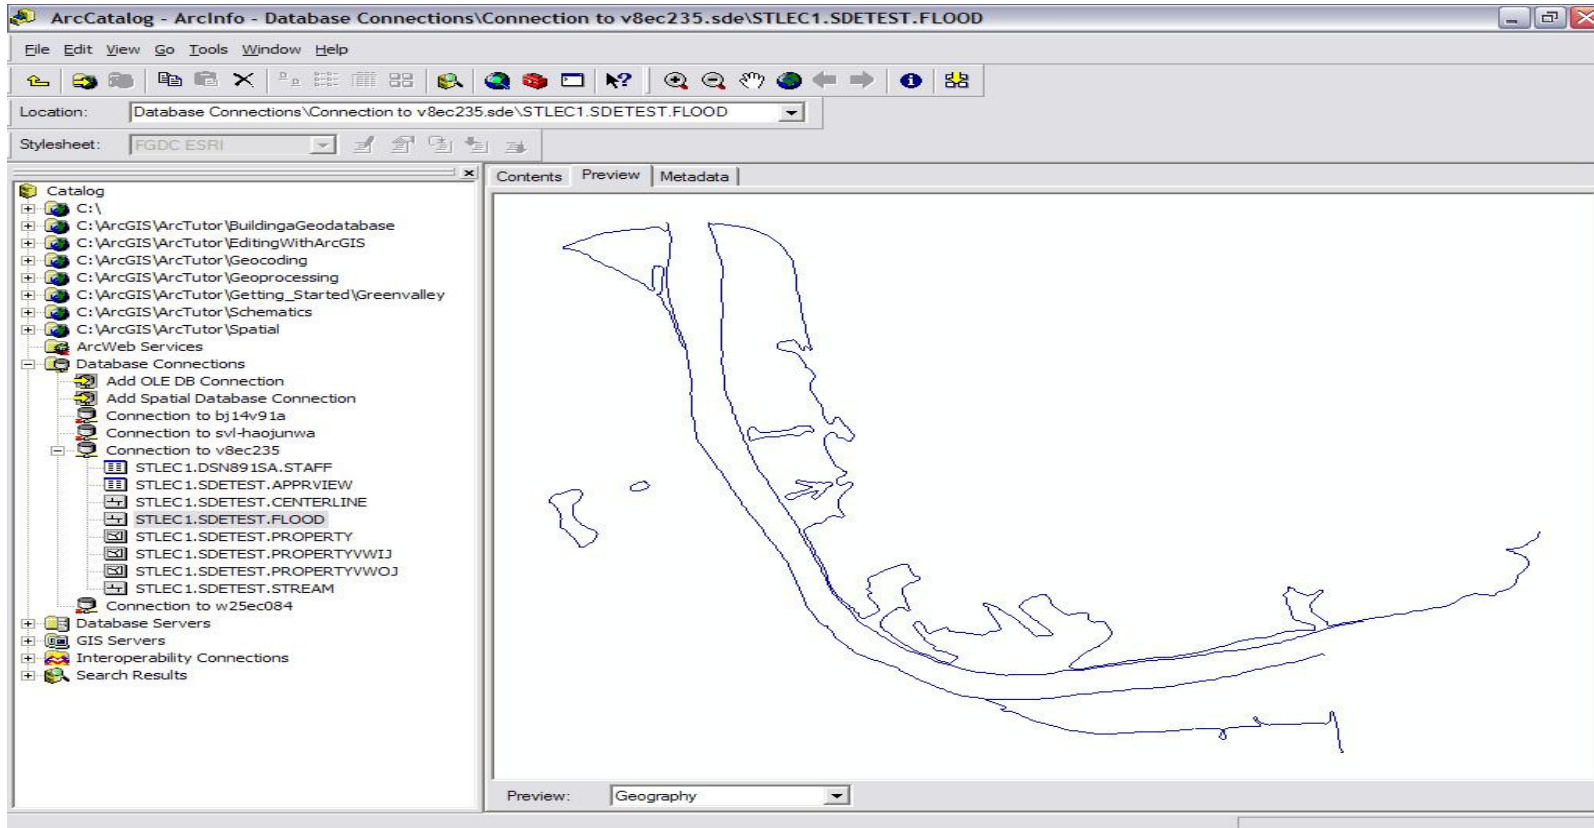 ArcCatalog - ArcInfo - Database Connections\Connection to v8ec235.sde\STLEC1.SDETEST.FLOOD
File Edit View Go Tools Window Help
Location: Database Connections\Connection to v8ec235.sde\STLEC1.SDETEST.FLOOD
Stylesheet: FGDC ESRI
Contents Preview Metadata
Catalog
C:\
C:\ArcGIS\ArcTutor\BuildingaGeodatabase
C:\ArcGIS\ArcTutor\EditingWithArcGIS
C:\ArcGIS\ArcTutor\Geocoding
C:\ArcGIS\ArcTutor\Geoprocessing
C:\ArcGIS\ArcTutor\Getting_Started\Greenvalley
C:\ArcGIS\ArcTutor\Schematics
C:\ArcGIS\ArcTutor\Spatial
ArcWeb Services
Database Connections
Add OLE DB Connection
Add Spatial Database Connection
Connection to bj14v91a
Connection to svl-haojunwa
Connection to v8ec235
STLEC1.DSN891SA.STAFF
STLEC1.SDETEST.APPRVIEW
STLEC1.SDETEST.CENTERLINE
STLEC1.SDETEST.FLOOD
STLEC1.SDETEST.PROPERTY
STLEC1.SDETEST.PROPERTYVWIJ
STLEC1.SDETEST.PROPERTYVWOJ
STLEC1.SDETEST.STREAM
Connection to w25ec084
Database Servers
GIS Servers
Interoperability Connections
Search Results
Preview: Geography